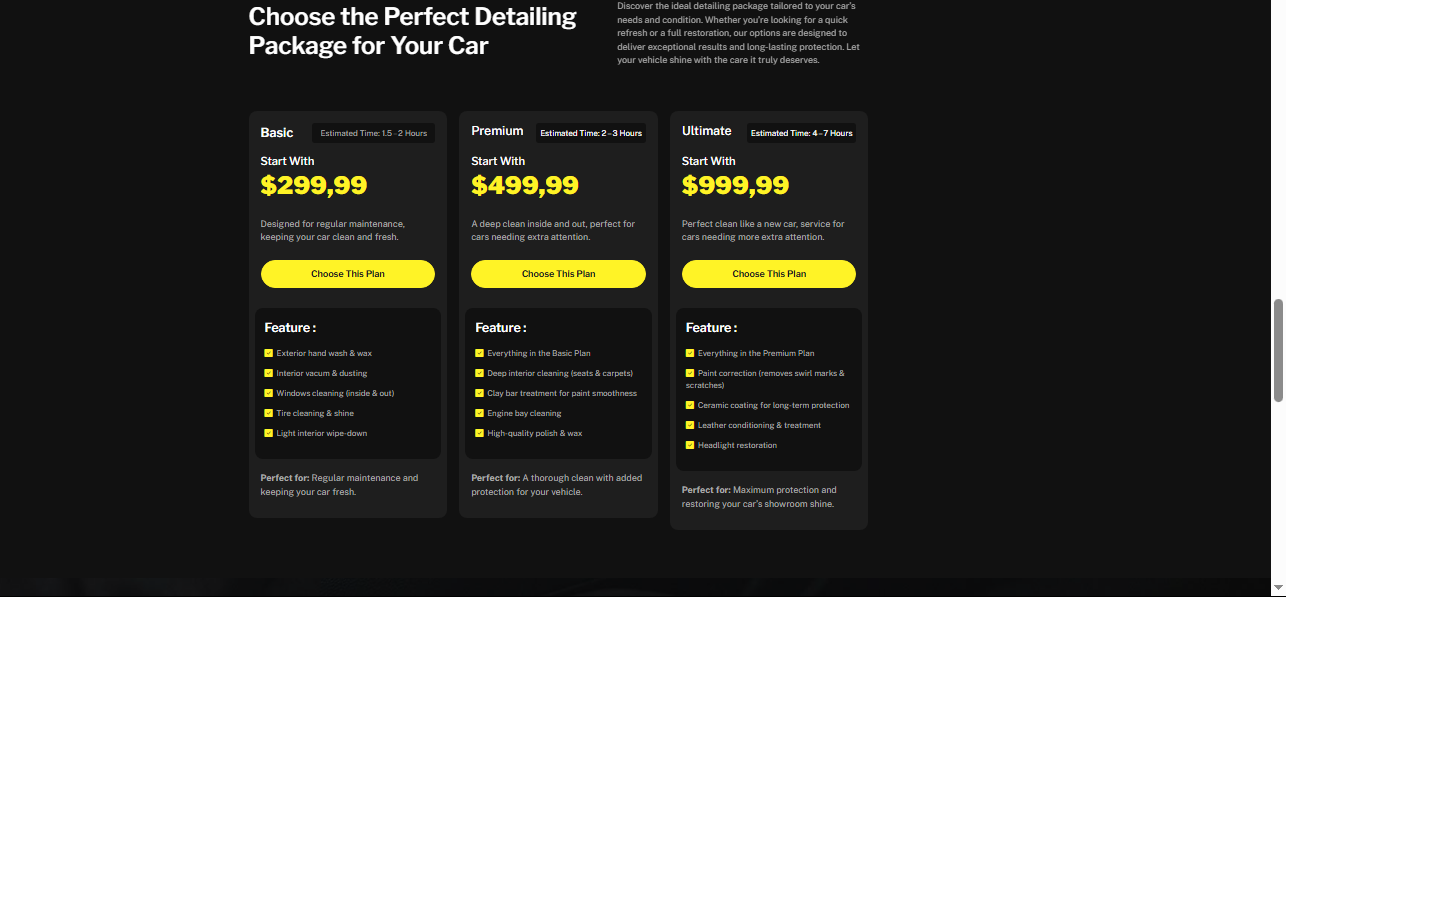 Choose the Perfect Detailing
Package for Your Car
Discover the ideal detailing package tailored to your car's
needs and condition. Whether you're looking for a quick
refresh or a full restoration, our options are designed to
deliver exceptional results and long-lasting protection. Let
your vehicle shine with the care it truly deserves.
Basic
Estimated Time: 1.5 - 2 Hours
Start With
$299,99
Designed for regular maintenance,
keeping your car clean and fresh.
Choose This Plan
Feature :
Exterior hand wash & wax
Interior vacum & dusting
Windows cleaning (inside & out)
Tire cleaning & shine
Light interior wipe-down
Perfect for: Regular maintenance and
keeping your car fresh.
Premium
Estimated Time: 2 – 3 Hours
Start With
$499,99
A deep clean inside and out, perfect for
cars needing extra attention.
Choose This Plan
Feature :
Everything in the Basic Plan
Deep interior cleaning (seats & carpets)
Clay bar treatment for paint smoothness
Engine bay cleaning
High-quality polish & wax
Perfect for: A thorough clean with added
protection for your vehicle.
Ultimate
Estimated Time: 4 – 7 Hours
Start With
$999,99
Perfect clean like a new car, service for
cars needing more extra attention.
Choose This Plan
Feature :
Everything in the Premium Plan
Paint correction (removes swirl marks &
scratches)
Ceramic coating for long-term protection
Leather conditioning & treatment
Headlight restoration
Perfect for: Maximum protection and
restoring your car's showroom shine.